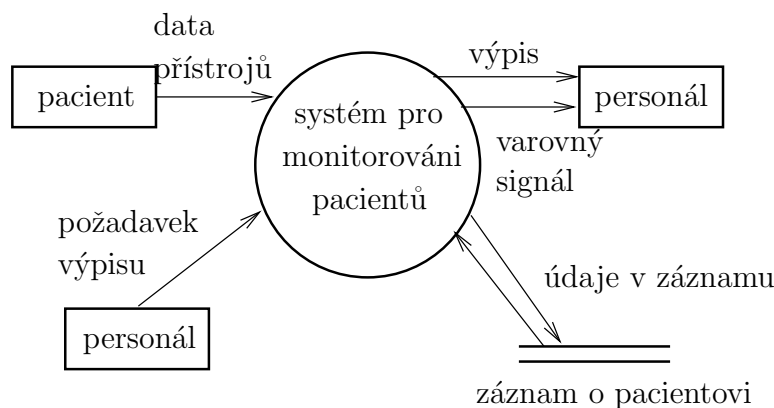 data
přístrojů
pacient
systém pro
monitorováni
pacientů
výpis
personál
varovný
signál
požadavek
výpisu
personál
údaje v záznamu
záznam o pacientovi